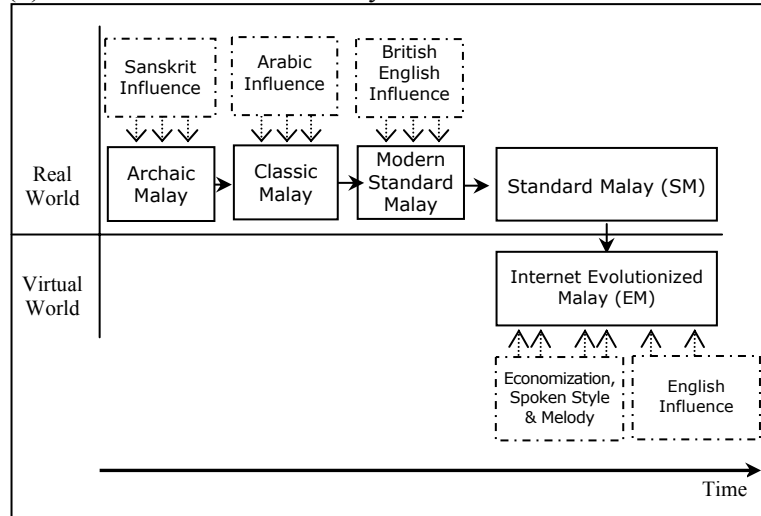 Sanskrit
Influence
Arabic
Influence
British
English
Influence
Real
World
Archaic
Malay
Classic
Malay
Modern
Standard
Malay
Standard Malay (SM)
Virtual
World
Internet Evolutionized
Malay (EM)
Economization,
Spoken Style
& Melody
English
Influence
Time